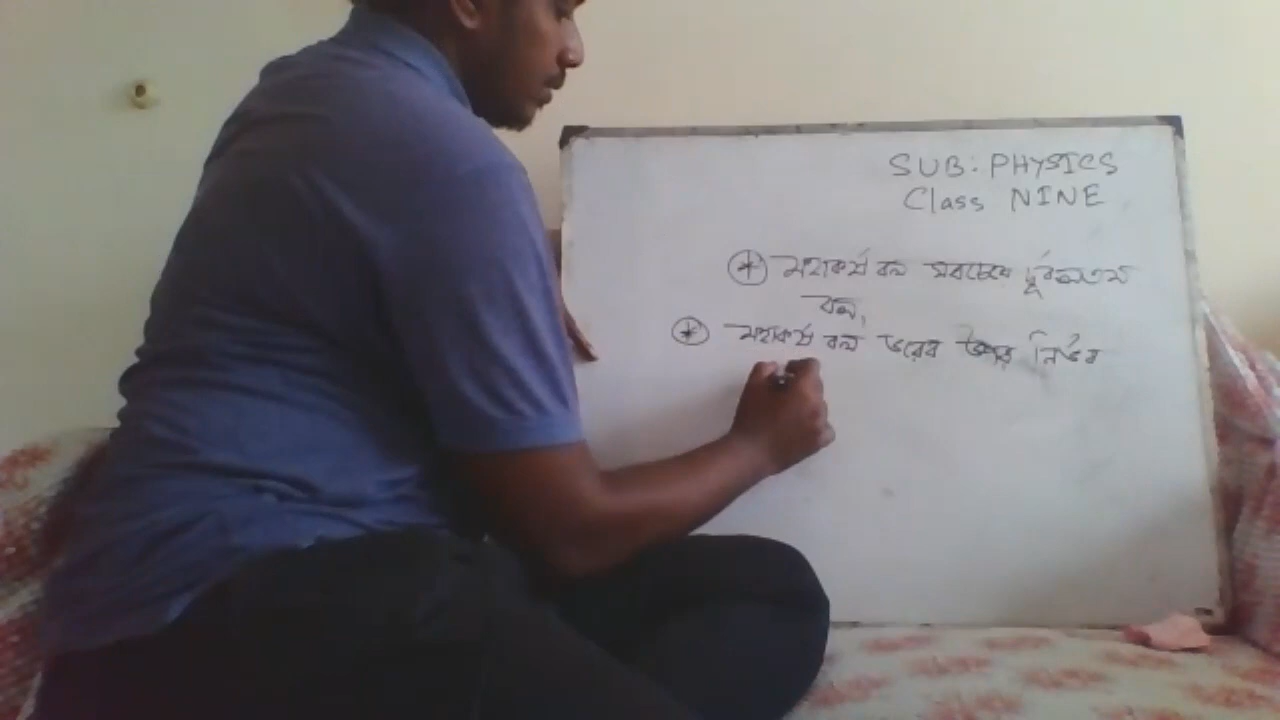 SUB: PHYSICS
Class NINE
* মহাকর্ষ বল সবচেয়ে দূর্বলতম
বল,
* মহাকর্ষ বল ভরের উপর নির্ভর